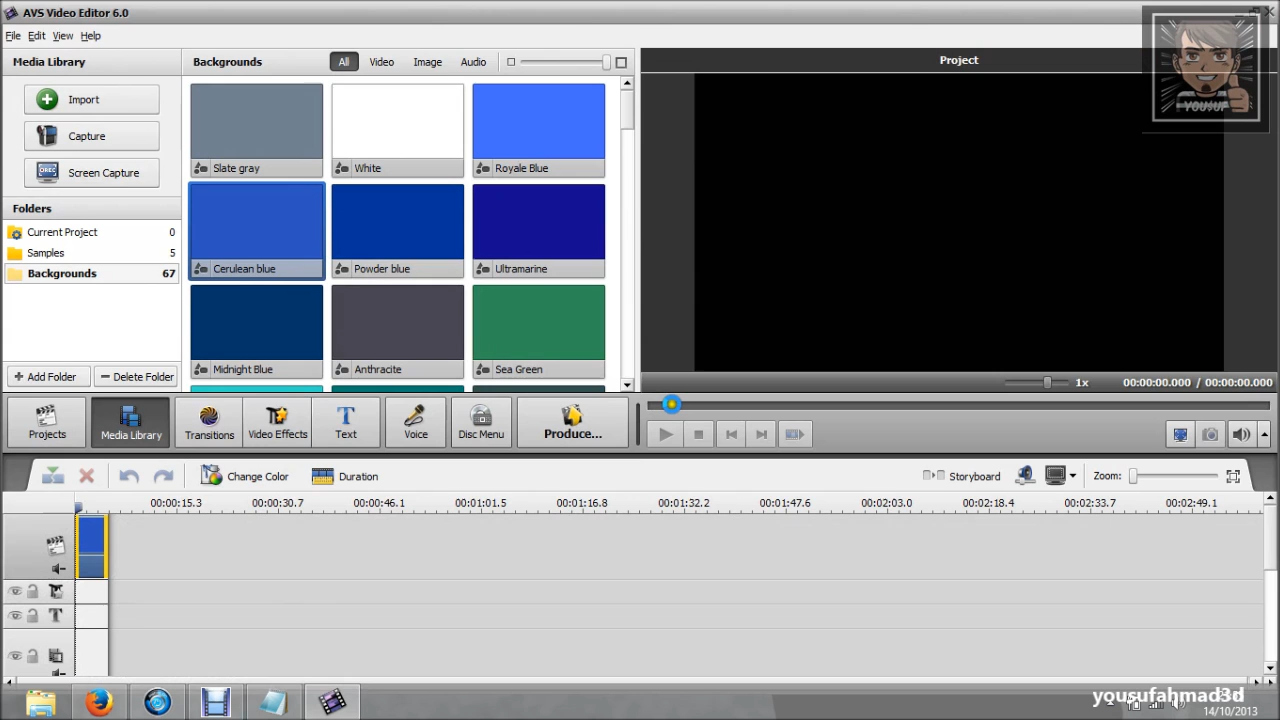 AVS Video Editor 6.0
File Edit View Help
Media Library
Backgrounds
All
Video
Image
Audio
Project
YOUSUF
Import
Capture
Screen Capture
Folders
Current Project 0
Samples 5
Backgrounds 67
Add Folder
Delete Folder
Slate gray
White
Royale Blue
Cerulean blue
Powder blue
Ultramarine
Midnight Blue
Anthracite
Sea Green
1x
00:00:00.000 / 00:00:00.000
Projects
Media Library
Transitions
Video Effects
Text
Voice
Disc Menu
Produce...
Change Color
Duration
Storyboard
Zoom:
00:00:15.3 00:00:30.7 00:00:46.1 00:01:01.5 00:01:16.8 00:01:32.2 00:01:47.6 00:02:03.0 00:02:18.4 00:02:33.7 00:02:49.1
T
yousufahmad3d
14/10/2013